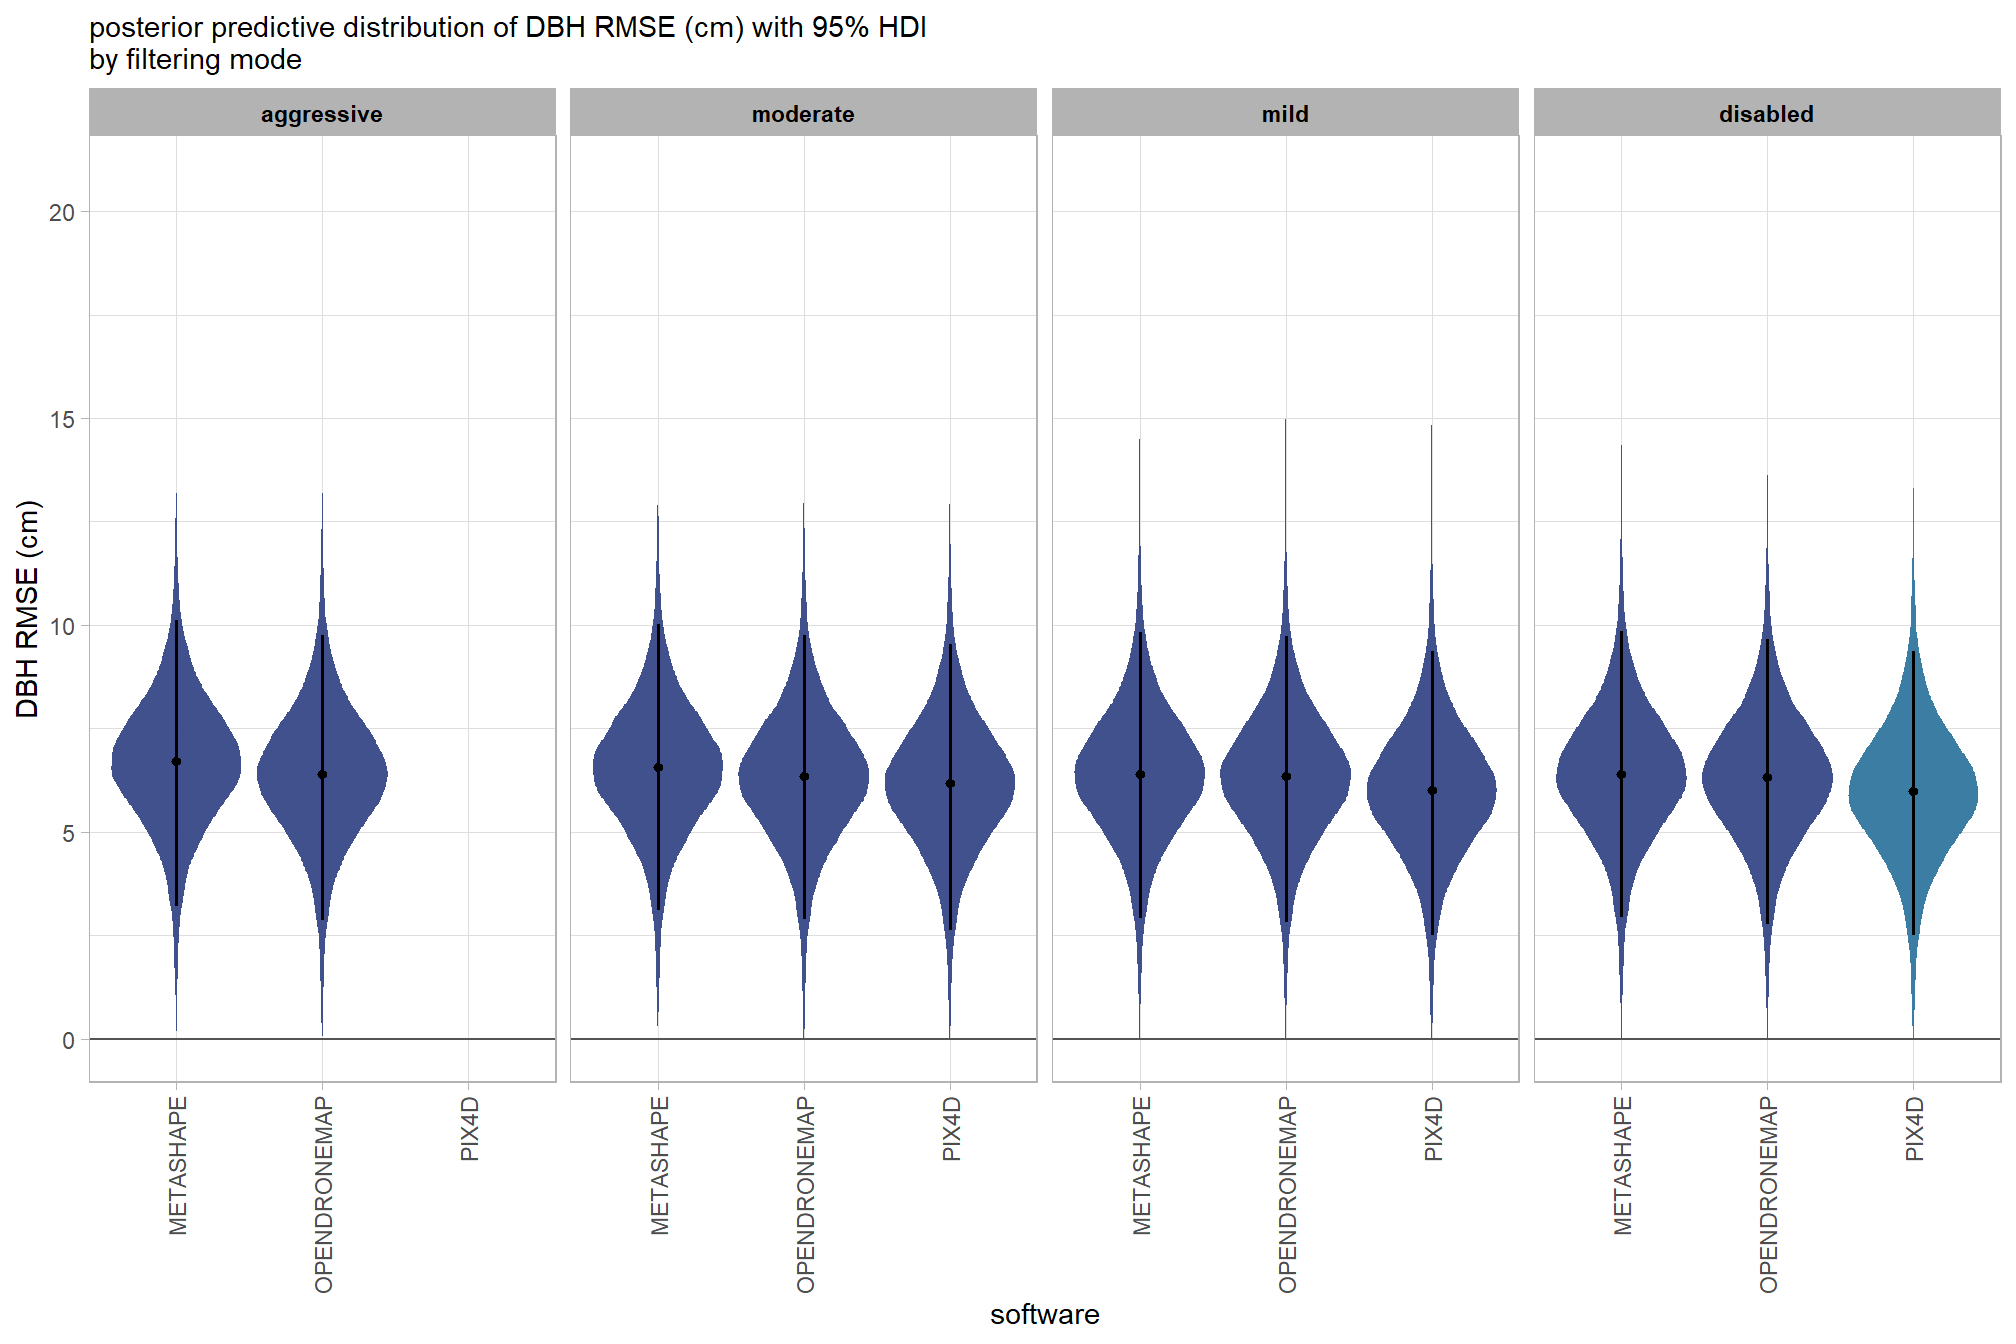 posterior predictive distribution of DBH RMSE (cm) with 95% HDI
by filtering mode
aggressive
moderate
mild
disabled
DBH RMSE (cm)
20
15
10
5
0
METASHAPE
OPENDRONEMAP
PIX4D
METASHAPE
OPENDRONEMAP
PIX4D
METASHAPE
OPENDRONEMAP
PIX4D
METASHAPE
OPENDRONEMAP
PIX4D
software